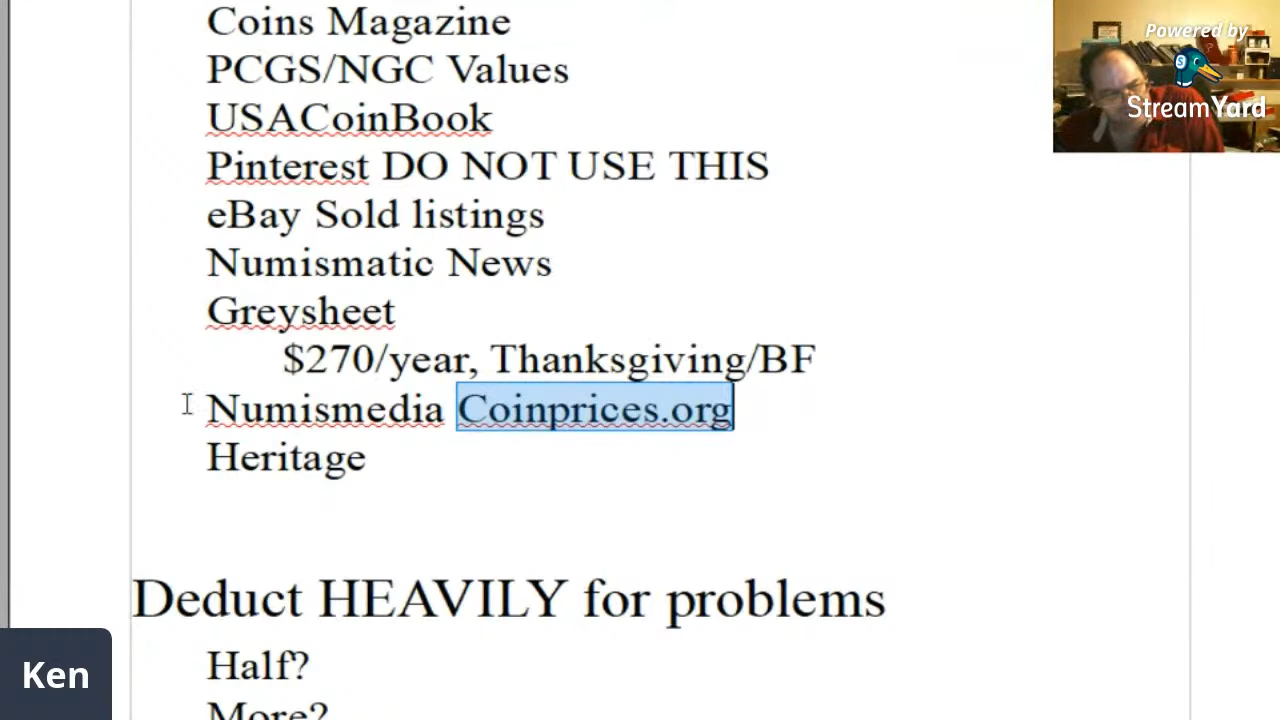 Coins Magazine
PCGS/NGC Values
USACoinBook
Pinterest DO NOT USE THIS
eBay Sold listings
Numismatic News
Greysheet
$270/year, Thanksgiving/BF
Numismedia Coinprices.org
Heritage
Deduct HEAVILY for problems
Half?
More?
Ken
Powered by
StreamYard